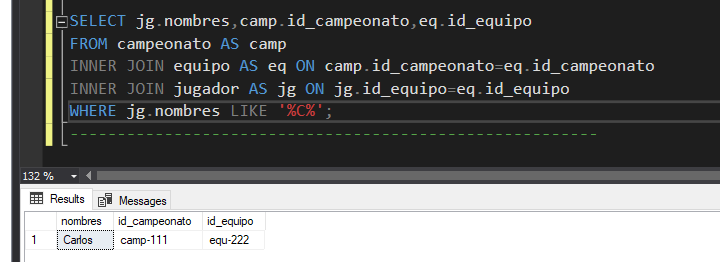 SELECT jg.nombres,camp.id_campeonato,eq.id_equipo
FROM campeonato AS camp
INNER JOIN equipo AS eq ON camp.id_campeonato=eq.id_campeonato
INNER JOIN jugador AS jg ON jg.id_equipo=eq.id_equipo
WHERE jg.nombres LIKE '%C%';
--------------------------------------------------------
132 %
Results Messages
nombres id_campeonato id_equipo
1 Carlos camp-111 equ-222